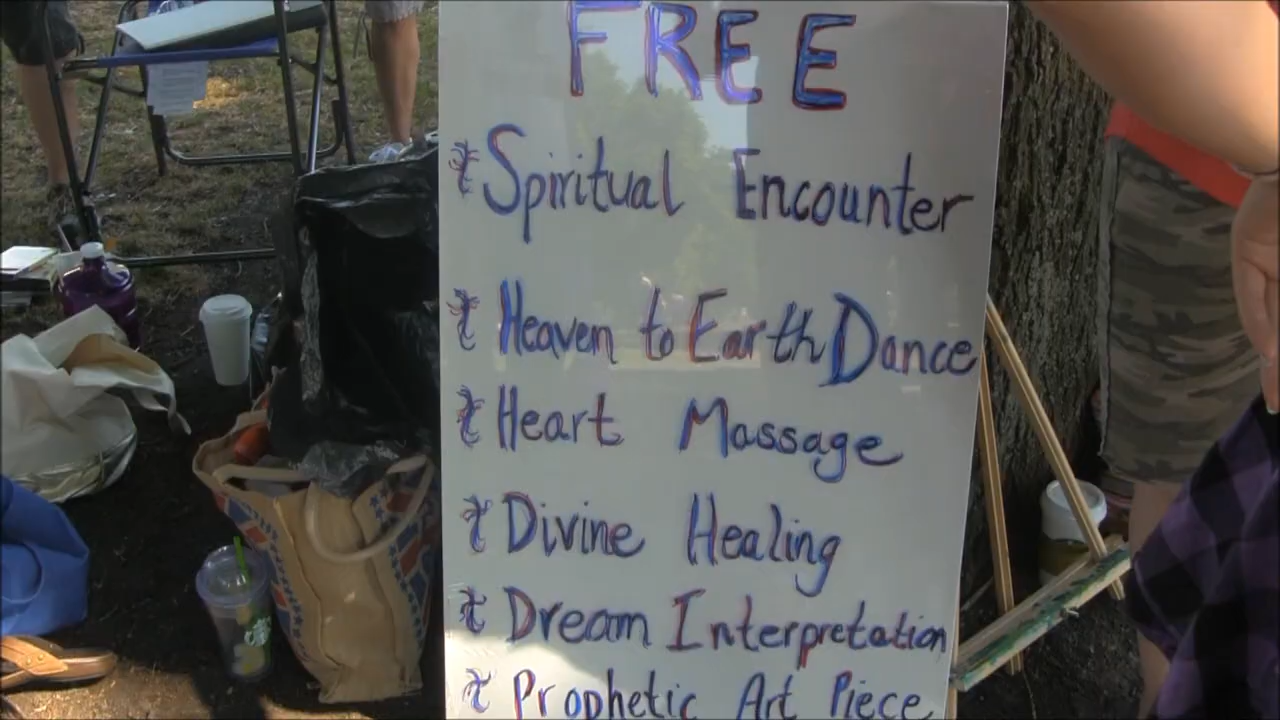 FREE
Spiritual Encounter
Heaven to Earth Dance
Heart Massage
Divine Healing
Dream Interpretation
Prophetic Art Piece